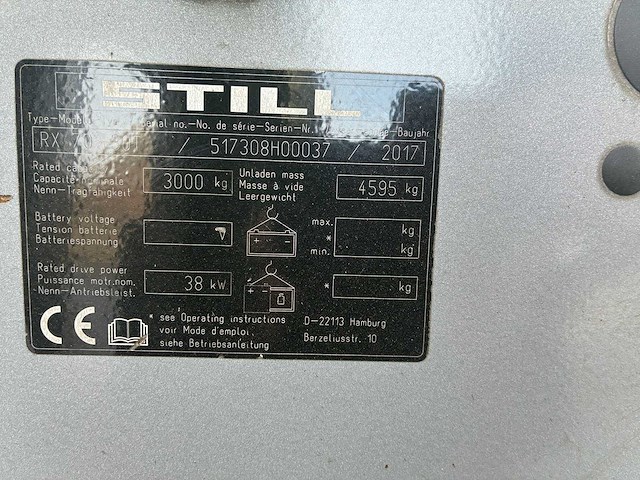 STILL
Type-Model Serial no.-No. de série-Serien-Nr. -Baujahr
RX / 517308H00037 / 2017
Rated
Capacité nominale
Nenn-Tragfähigkeit
3000 kg
Unladen mass
Masse à vide
Leergewicht
4595 kg
Battery voltage
Tension batterie
Batteriespannung
V
max. kg
* min. kg
Rated drive power
Puissance motr.nom.
Nenn-Antriebsleist.
38 kW
* kg
CE
* see Operating instructions
voir Mode d'emploi
siehe Betriebsanleitung
D-22113 Hamburg
Berzeliusstr. 10